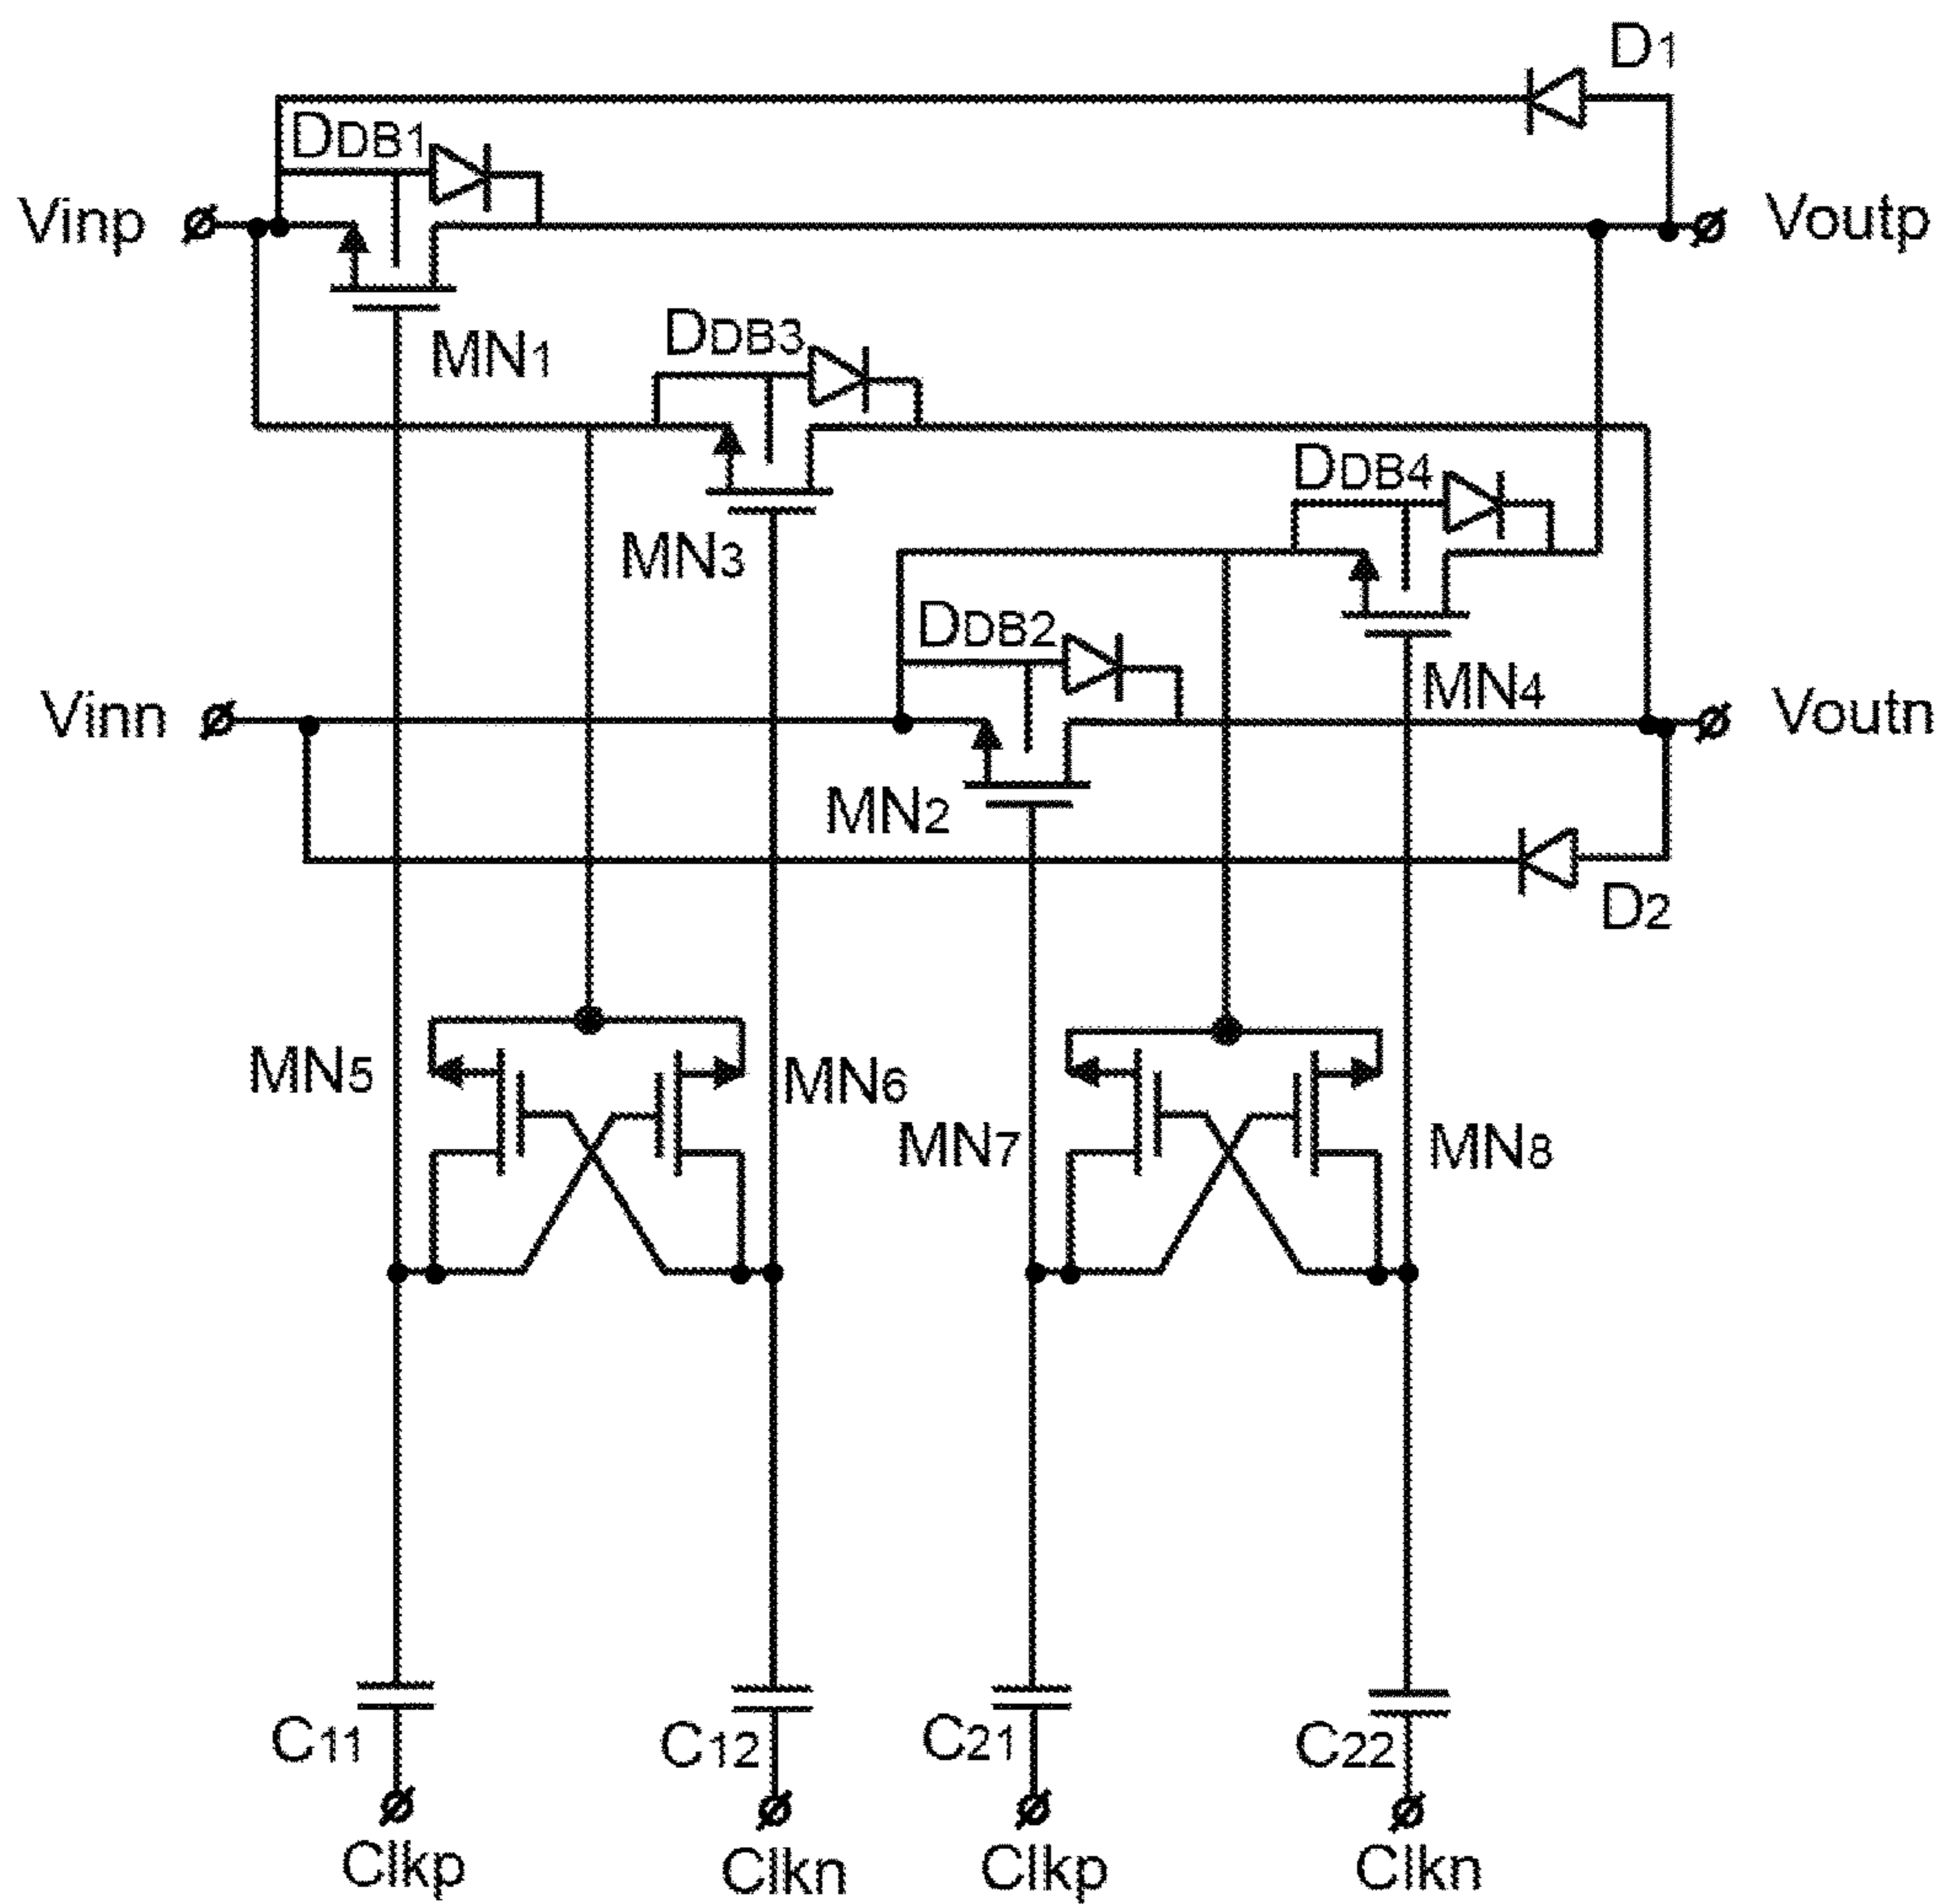 D1
DDB1
Vinp
Voutp
MN1
DDB3
DDB4
MN3
DDB2
MN4
Vinn
Voutn
MN2
D2
MN5
MN6
MN7
MN8
C11
C12
C21
C22
Clkp
Clkn
Clkp
Clkn